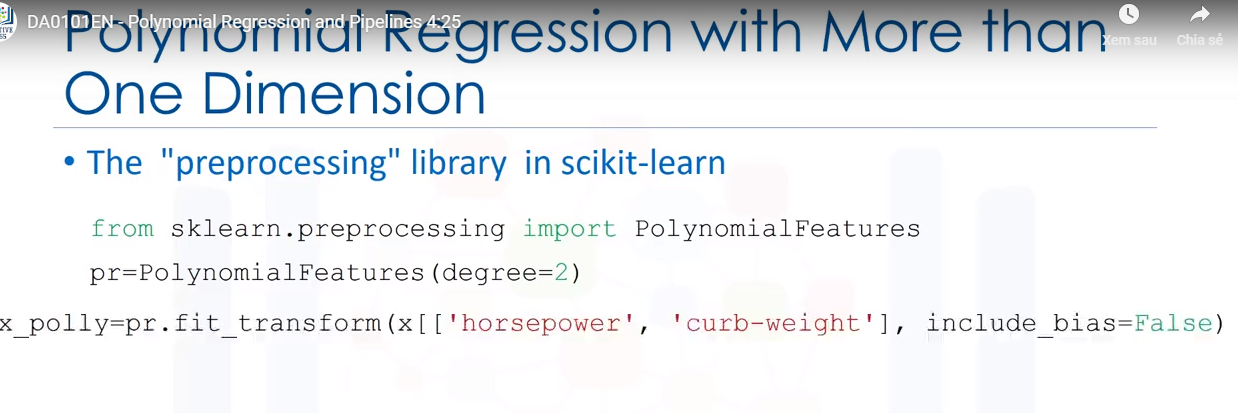 DA0101EN - Polynomial Regression and Pipelines 4:25
Xem sau
Chia sẻ
Polynomial Regression with More than
One Dimension
• The "preprocessing" library in scikit-learn
from sklearn.preprocessing import PolynomialFeatures
pr=PolynomialFeatures(degree=2)
x_polly=pr.fit_transform(x[['horsepower', 'curb-weight'], include_bias=False)